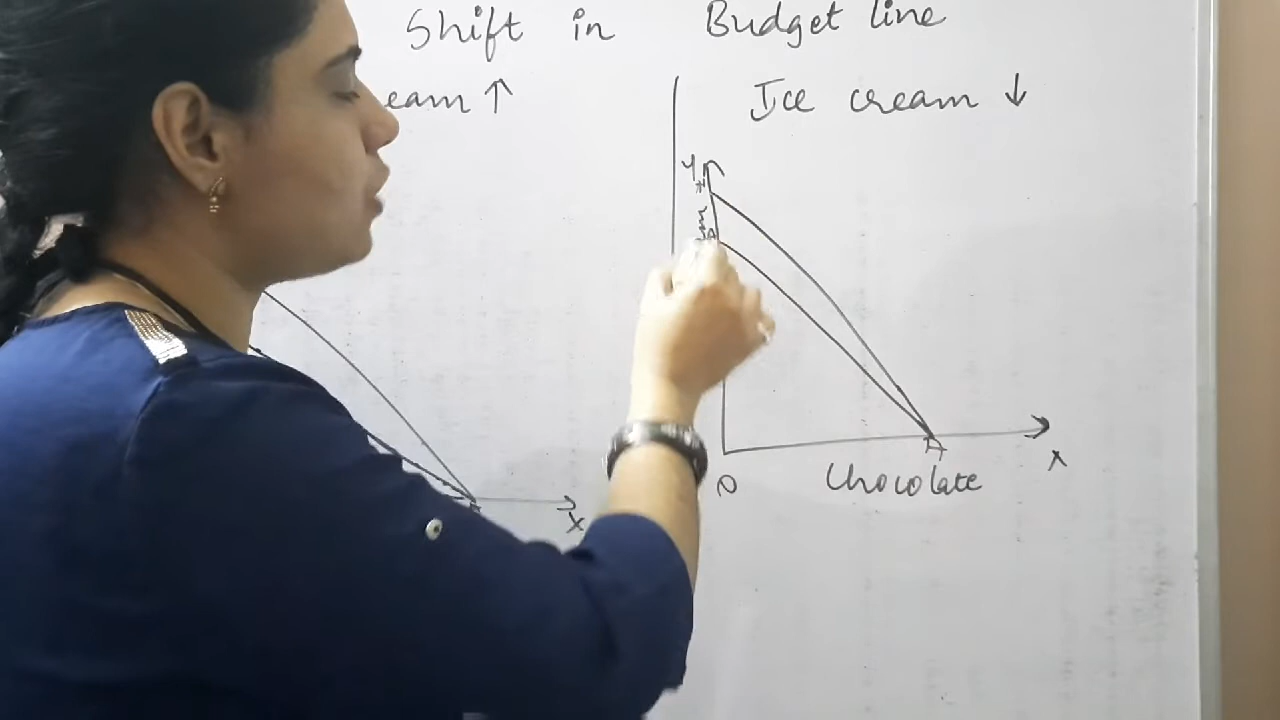 Shift in Budget line
eam ↑ Ice cream ↓
Y
X
A
O
Chocolate
X